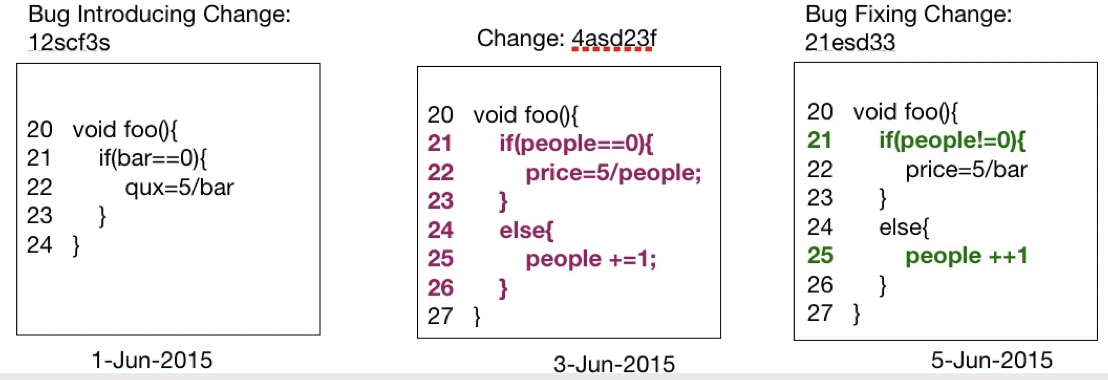 Bug Introducing Change:
12scf3s
20 void foo(){
21 if(bar==0){
22 qux=5/bar
23 }
24 }
1-Jun-2015
Change: 4asd23f
20 void foo(){
21 if(people==0){
22 price=5/people;
23 }
24 else{
25 people +=1;
26 }
27 }
3-Jun-2015
Bug Fixing Change:
21esd33
20 void foo(){
21 if(people!=0){
22 price=5/bar
23 }
24 else{
25 people ++1
26 }
27 }
5-Jun-2015